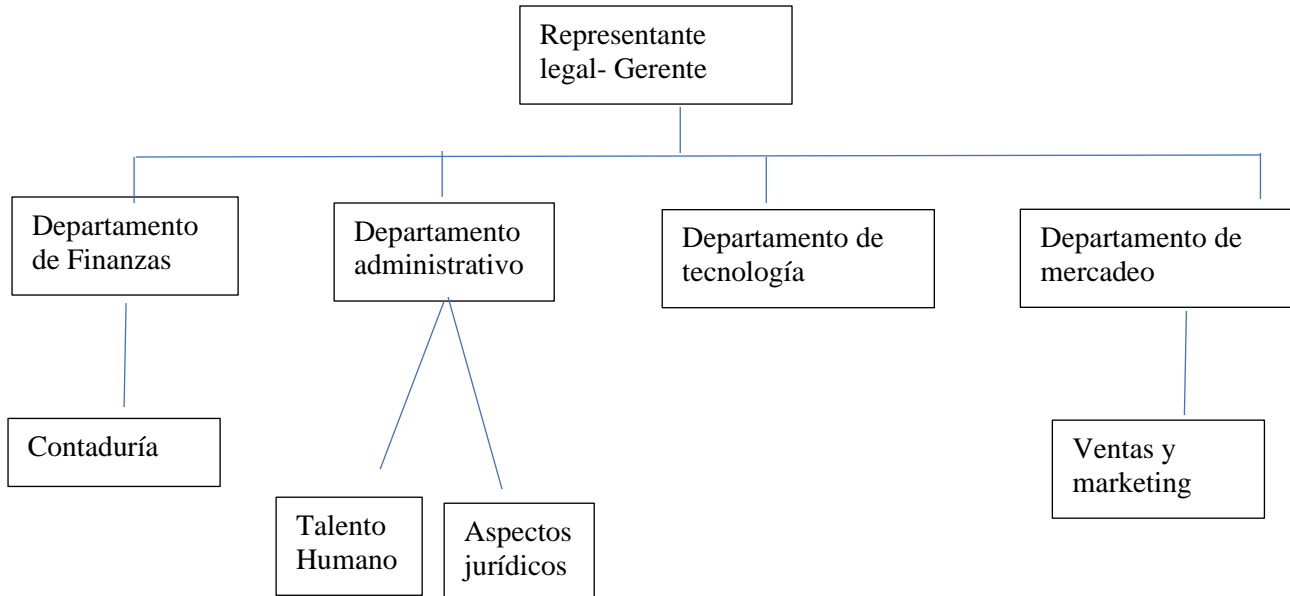 Representante
legal- Gerente
Departamento
de Finanzas
Departamento
administrativo
Departamento de
tecnología
Departamento de
mercadeo
Contaduría
Talento
Humano
Aspectos
jurídicos
Ventas y
marketing